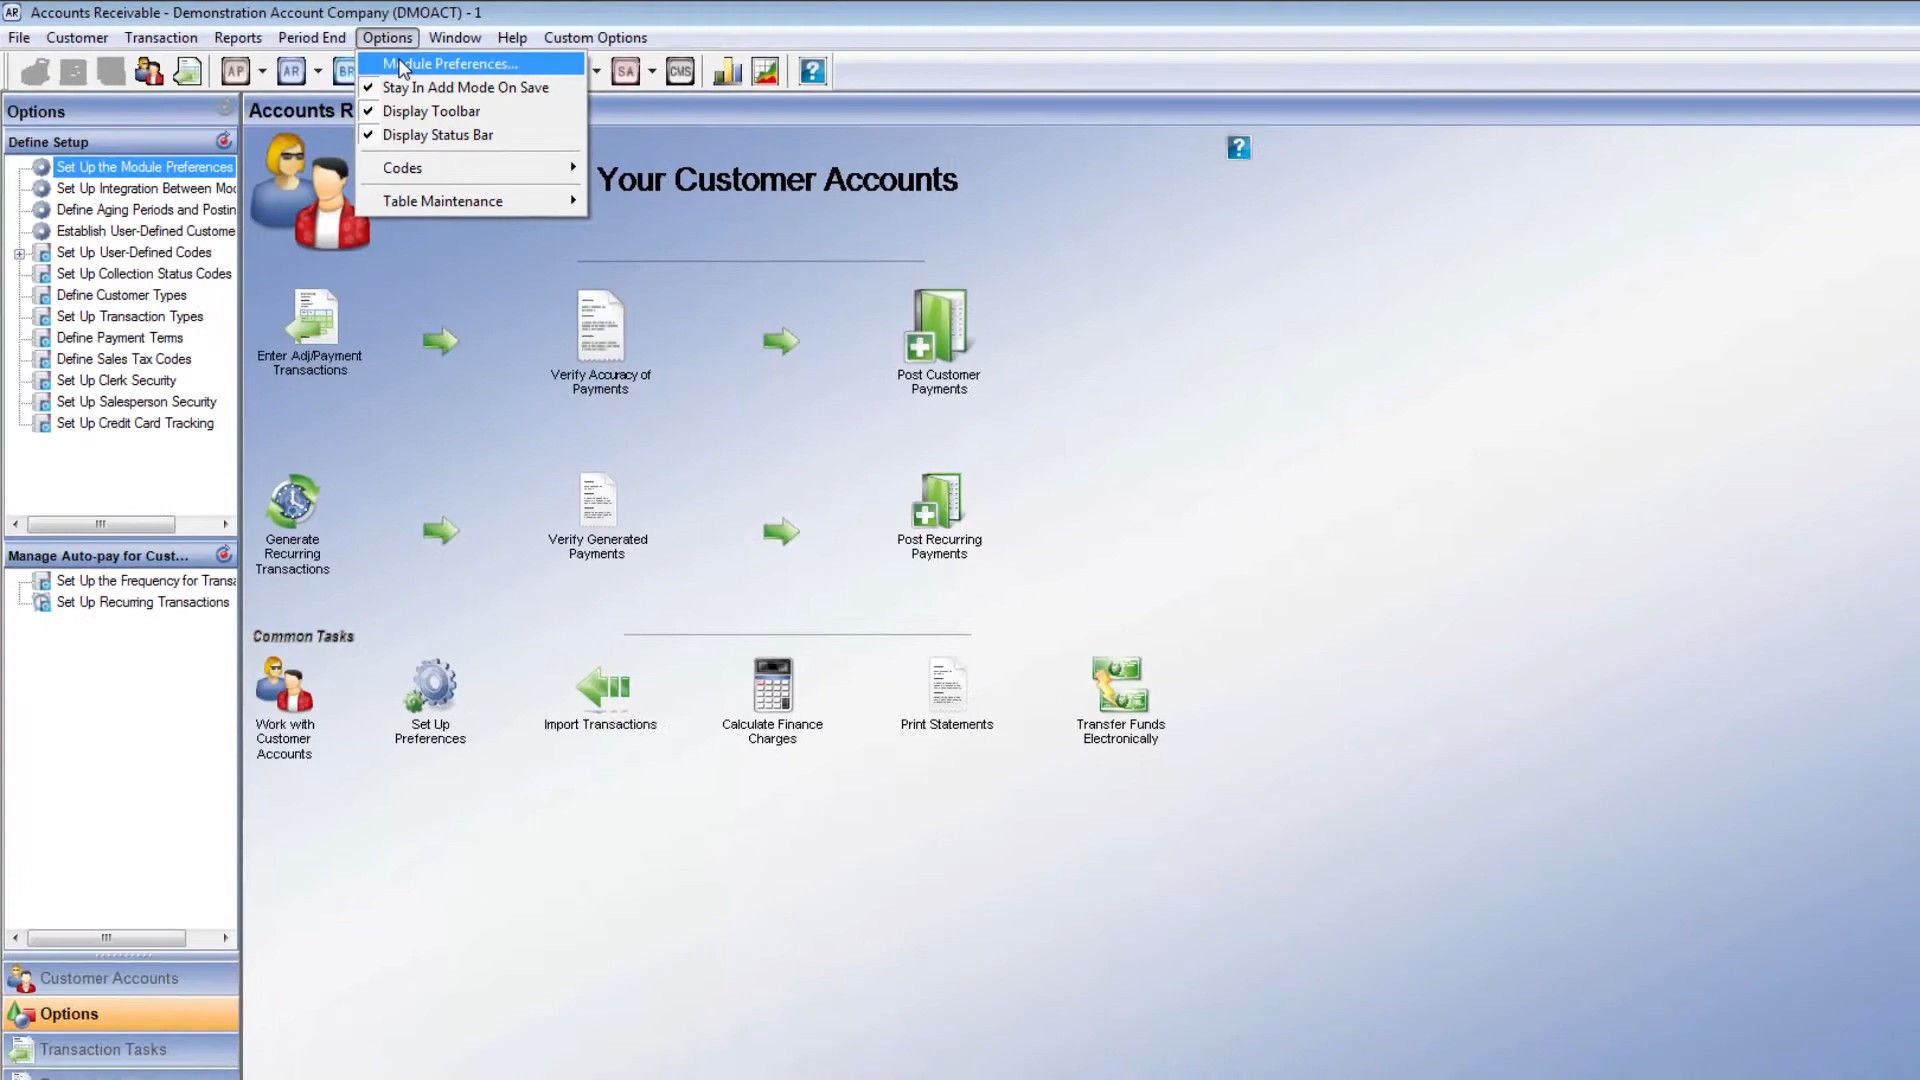 AR Accounts Receivable - Demonstration Account Company (DMOACT) - 1
File Customer Transaction Reports Period End Options Window Help Custom Options
AP AR BR SA CMS ?
Module Preferences...
Stay In Add Mode On Save
Display Toolbar
Display Status Bar
Codes
Table Maintenance
Options
Define Setup
Set Up the Module Preferences
Set Up Integration Between Mod
Define Aging Periods and Postin
Establish User-Defined Custome
Set Up User-Defined Codes
Set Up Collection Status Codes
Define Customer Types
Set Up Transaction Types
Define Payment Terms
Define Sales Tax Codes
Set Up Clerk Security
Set Up Salesperson Security
Set Up Credit Card Tracking
Manage Auto-pay for Cust...
Set Up the Frequency for Transa
Set Up Recurring Transactions
Customer Accounts
Options
Transaction Tasks
Accounts R
Your Customer Accounts
?
Enter Adj/Payment
Transactions
Verify Accuracy of
Payments
Post Customer
Payments
Generate
Recurring
Transactions
Verify Generated
Payments
Post Recurring
Payments
Common Tasks
Work with
Customer
Accounts
Set Up
Preferences
Import Transactions
Calculate Finance
Charges
Print Statements
Transfer Funds
Electronically